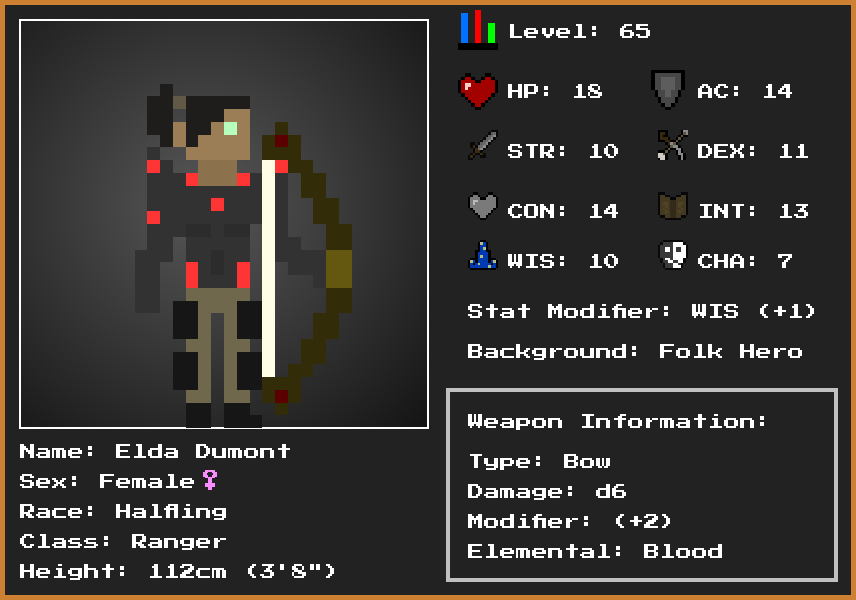 Level: 65
HP: 18
AC: 14
STR: 10
DEX: 11
CON: 14
INT: 13
WIS: 10
CHA: 7
Stat Modifier: WIS (+1)
Background: Folk Hero
Name: Elda Dumont
Sex: Female♀
Race: Halfling
Class: Ranger
Height: 112cm (3'8")
Weapon Information:
Type: Bow
Damage: d6
Modifier: (+2)
Elemental: Blood